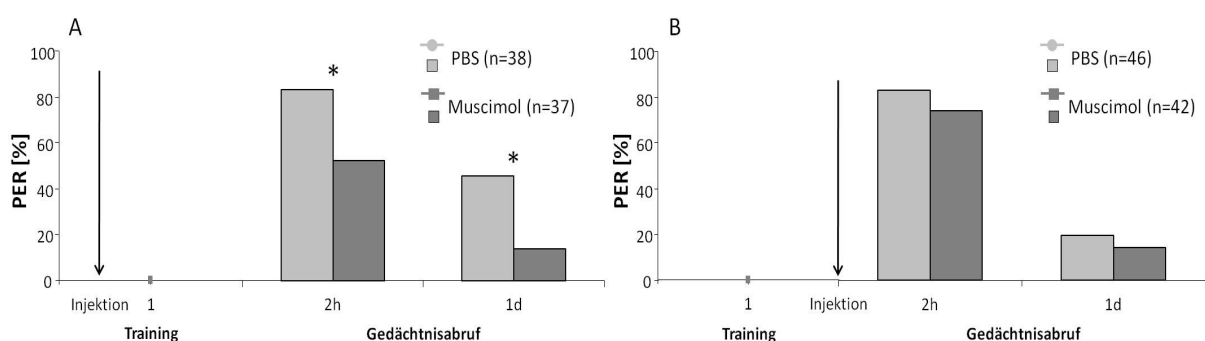 A
100
80
60
40
20
0
PER [%]
PBS (n=38)
Muscimol (n=37)
*
*
Injektion 1 2h 1d
Training Gedächtnisabruf
B
100
80
60
40
20
0
PER [%]
PBS (n=46)
Muscimol (n=42)
1 Injektion 2h 1d
Training Gedächtnisabruf